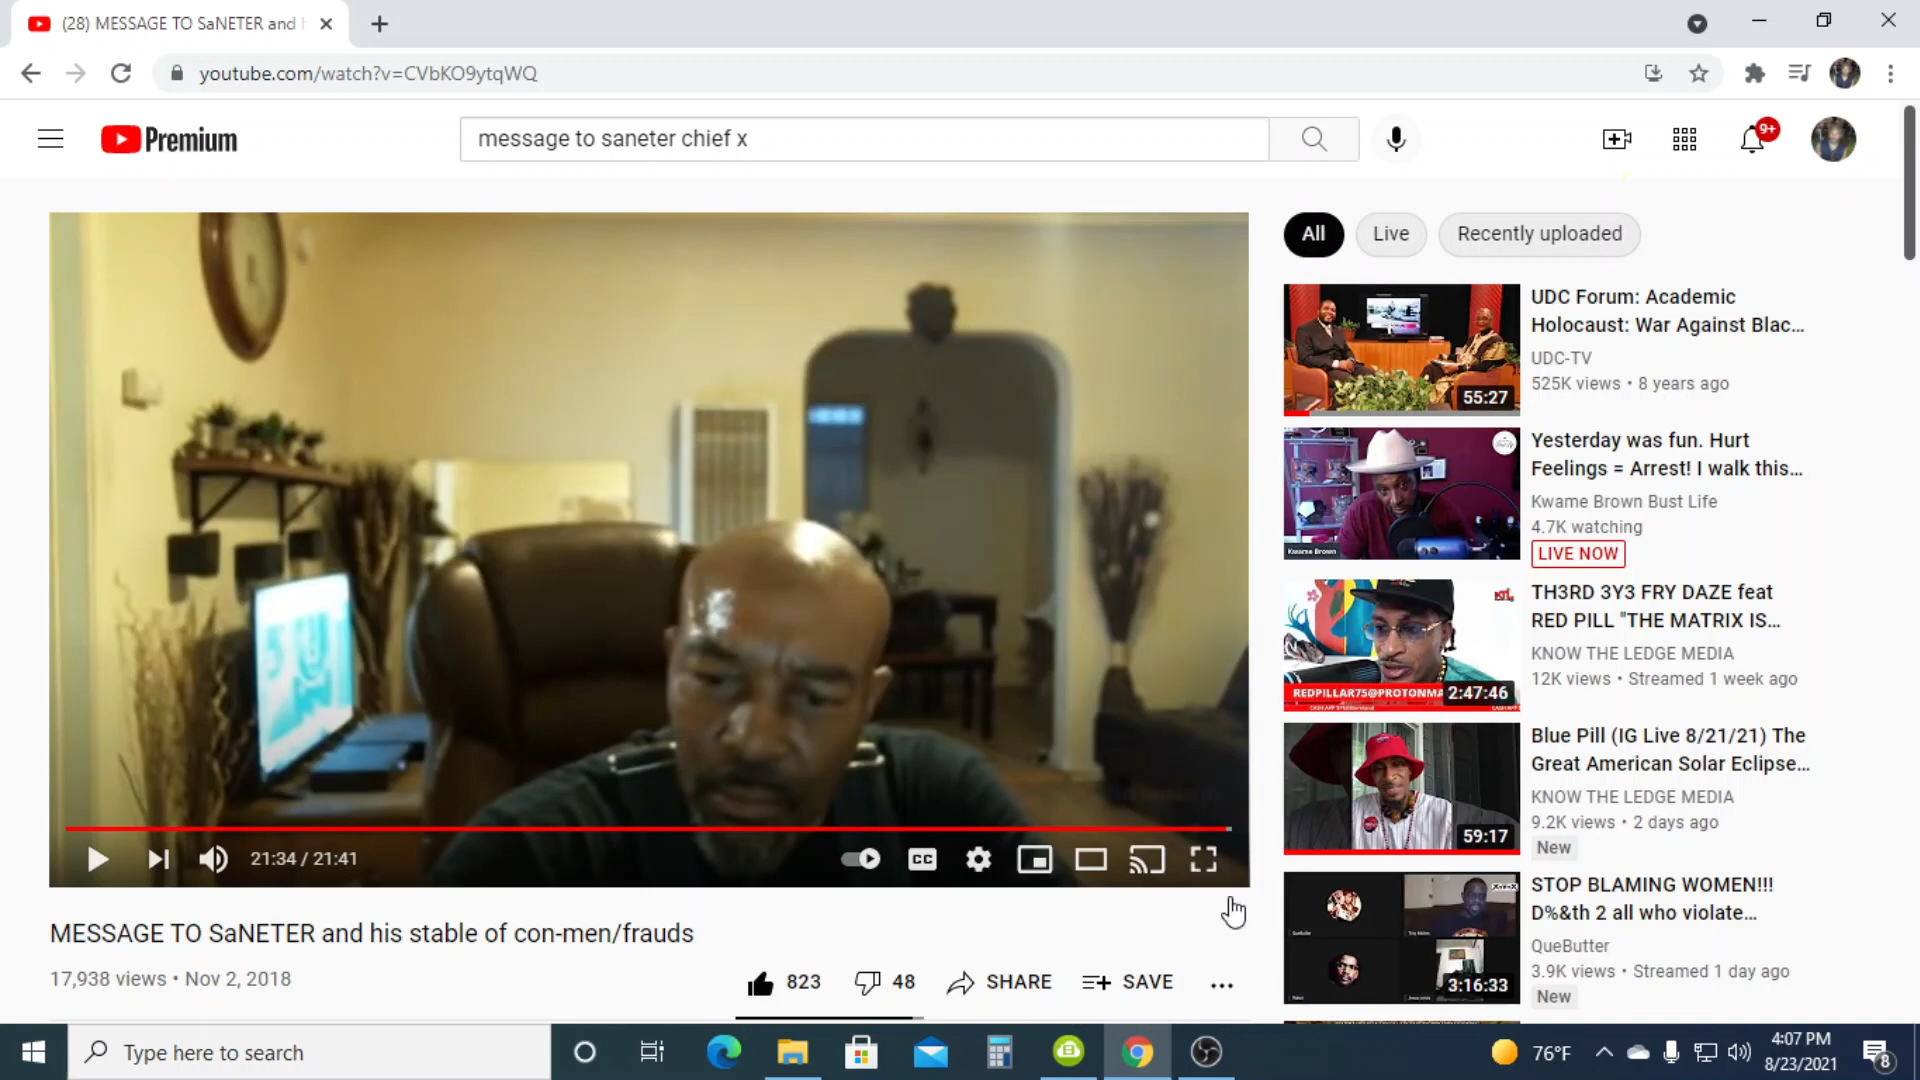 (28) MESSAGE TO SaNETER and h
youtube.com/watch?v=CVbKO9ytqWQ
Premium
message to saneter chief x
9+
All
Live
Recently uploaded
55:27
UDC Forum: Academic
Holocaust: War Against Blac...
UDC-TV
525K views • 8 years ago
Kwame Brown
Yesterday was fun. Hurt
Feelings = Arrest! I walk this...
Kwame Brown Bust Life
4.7K watching
LIVE NOW
REDPILLAR75@PROTONMA
2:47:46
TH3RD 3Y3 FRY DAZE feat
RED PILL "THE MATRIX IS...
KNOW THE LEDGE MEDIA
12K views • Streamed 1 week ago
59:17
Blue Pill (IG Live 8/21/21) The
Great American Solar Eclipse...
KNOW THE LEDGE MEDIA
9.2K views • 2 days ago
New
3:16:33
STOP BLAMING WOMEN!!!
D%&th 2 all who violate...
QueButter
3.9K views • Streamed 1 day ago
New
21:34 / 21:41
CC
MESSAGE TO SaNETER and his stable of con-men/frauds
17,938 views • Nov 2, 2018
823
48
SHARE
SAVE
Type here to search
76°F
4:07 PM
8/23/2021
8